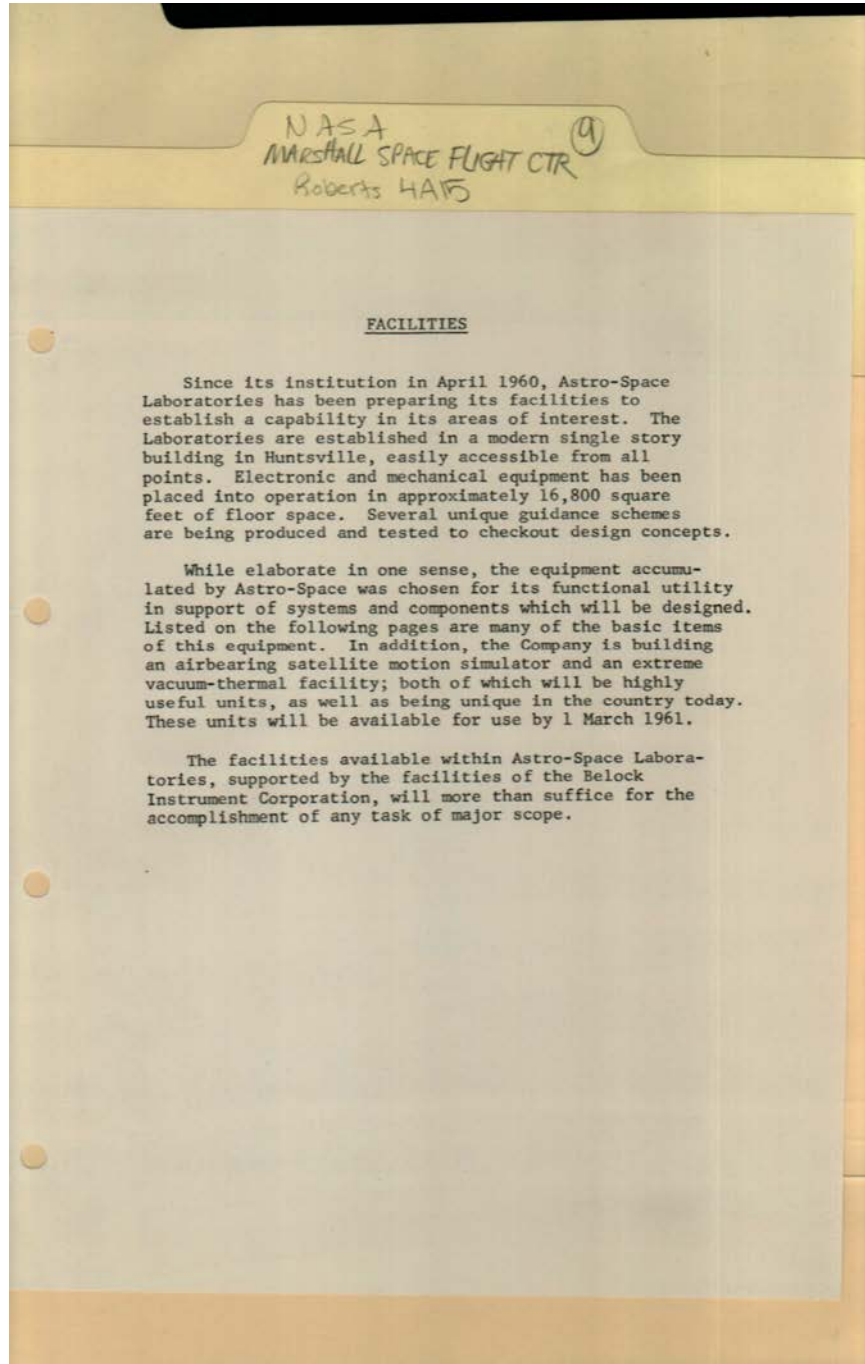 NASA
9
MARSHALL SPACE FLIGHT CTR
Roberts 4A15
FACILITIES
Since its institution in April 1960, Astro-Space
Laboratories has been preparing its facilities to
establish a capability in its areas of interest. The
Laboratories are established in a modern single story
building in Huntsville, easily accessible from all
points. Electronic and mechanical equipment has been
placed into operation in approximately 16,800 square
feet of floor space. Several unique guidance schemes
are being produced and tested to checkout design concepts.
While elaborate in one sense, the equipment accumu-
lated by Astro-Space was chosen for its functional utility
in support of systems and components which will be designed.
Listed on the following pages are many of the basic items
of this equipment. In addition, the Company is building
an airbearing satellite motion simulator and an extreme
vacuum-thermal facility; both of which will be highly
useful units, as well as being unique in the country today.
These units will be available for use by 1 March 1961.
The facilities available within Astro-Space Labora-
tories, supported by the facilities of the Belock
Instrument Corporation, will more than suffice for the
accomplishment of any task of major scope.